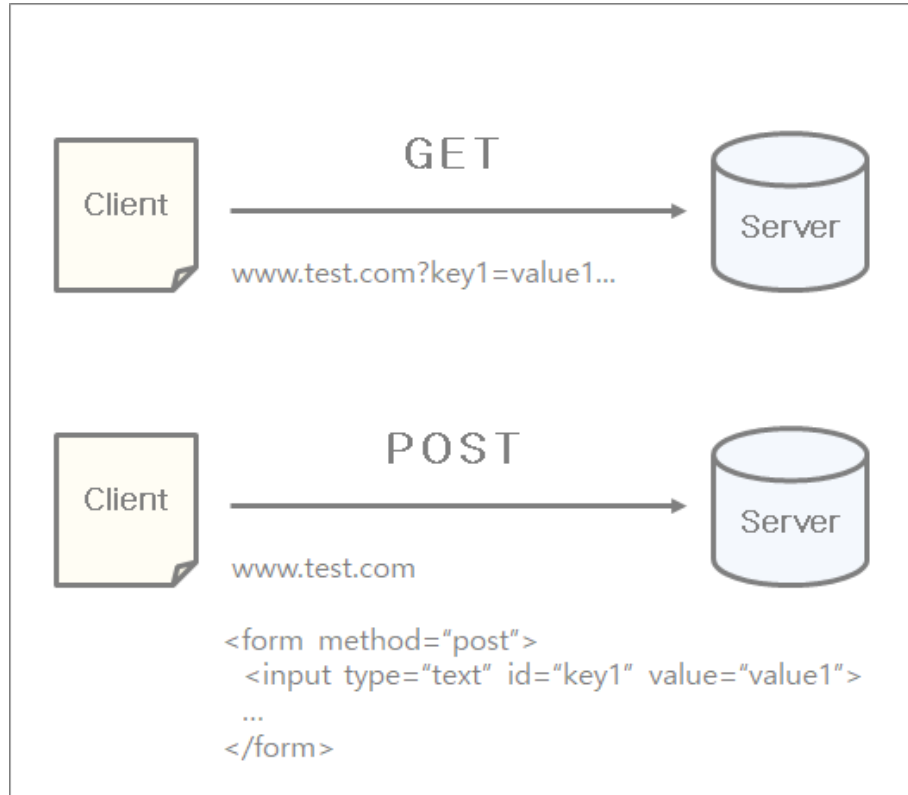 GET
Client
Server
www.test.com?key1=value1...
POST
Client
Server
www.test.com
<form method=“post”>
<input type=“text” id=“key1” value=“value1”>
...
</form>